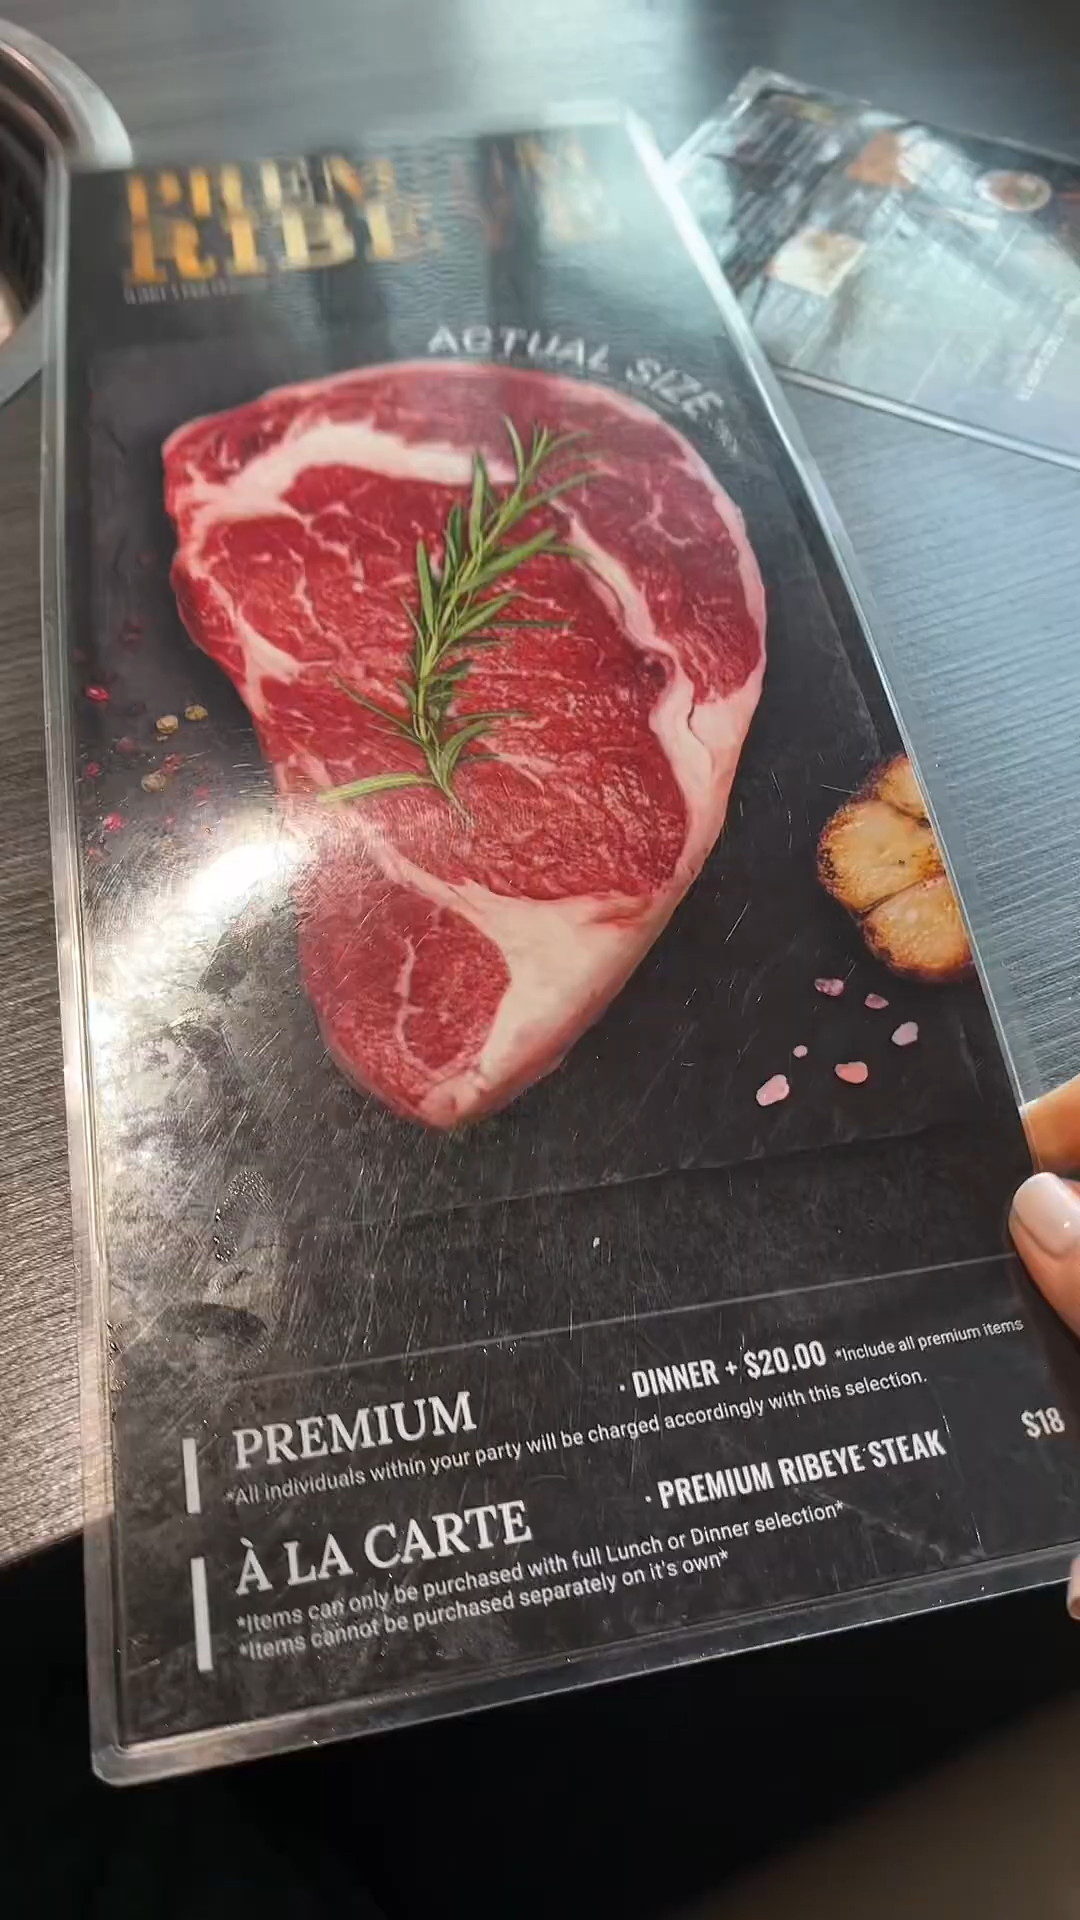 ACTUAL SIZE
PREMIUM
· DINNER + $20.00 *Include all premium items
*All individuals within your party will be charged accordingly with this selection.
À LA CARTE
· PREMIUM RIBEYE STEAK $18
*Items can only be purchased with full Lunch or Dinner selection*
*Items cannot be purchased separately on it's own*